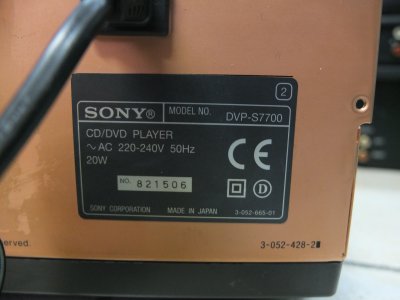 2
SONY® MODEL NO. DVP-S7700
CD/DVD PLAYER
~AC 220-240V 50Hz
20W
CE
NO. 821506
D
SONY CORPORATION MADE IN JAPAN 3-052-665-01
3-052-428-2